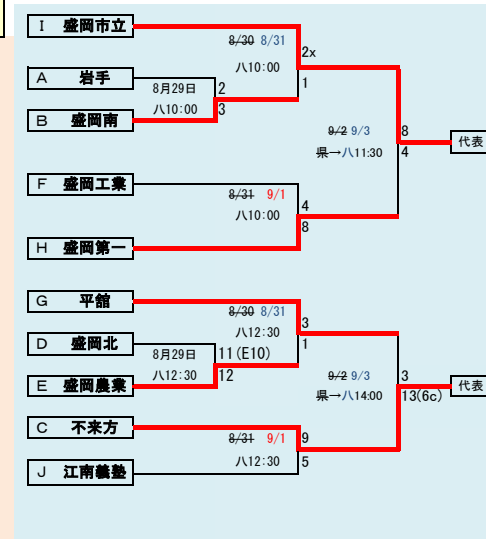 I 盛岡市立
8/30 8/31
2x
八10:00
A 岩手
8月29日
2
1
八10:00
3
B 盛岡南
9/2 9/3
8
代表
県→八11:30
4
F 盛岡工業
8/31 9/1
4
八10:00
8
H 盛岡第一
G 平舘
8/30 8/31
3
八12:30
D 盛岡北
8月29日
11(E10)
1
八12:30
12
E 盛岡農業
9/2 9/3
3
代表
県→八14:00
13(6c)
C 不来方
8/31 9/1
9
八12:30
5
J 江南義塾